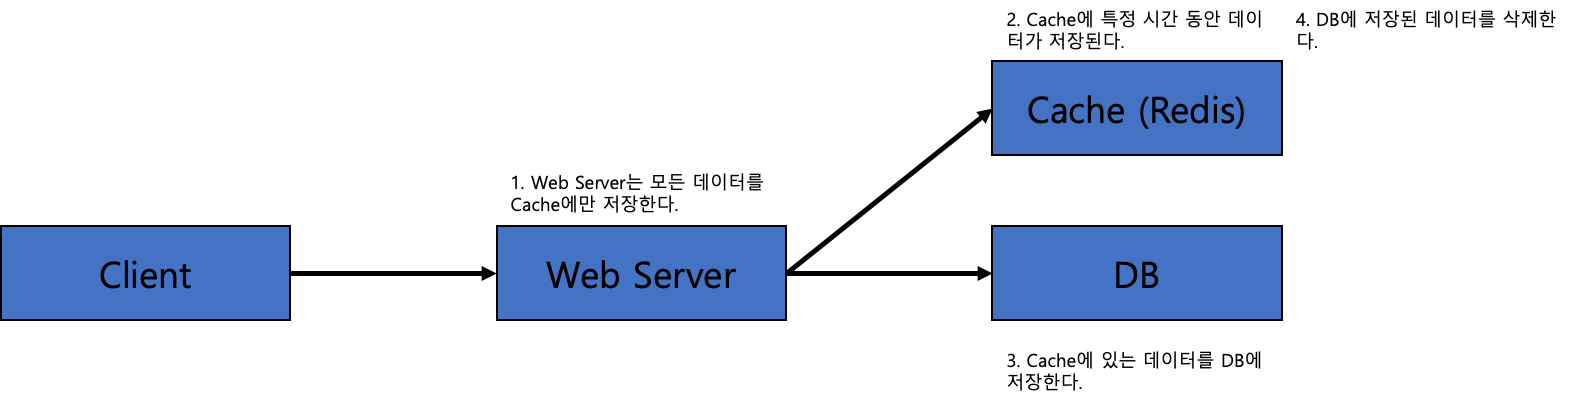 2. Cache에 특정 시간 동안 데이
터가 저장된다.
4. DB에 저장된 데이터를 삭제한
다.
Cache (Redis)
1. Web Server는 모든 데이터를
Cache에만 저장한다.
Client
Web Server
DB
3. Cache에 있는 데이터를 DB에
저장한다.